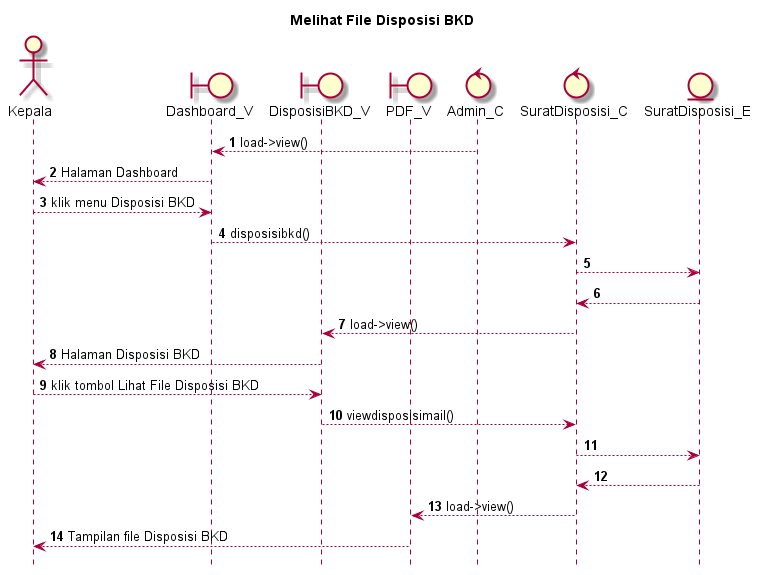 Melihat File Disposisi BKD
Kepala Dashboard_V DisposisiBKD_V PDF_V Admin_C SuratDisposisi_C SuratDisposisi_E
1 load->view()
2 Halaman Dashboard
3 klik menu Disposisi BKD
4 disposisibkd()
5
6
7 load->view()
8 Halaman Disposisi BKD
9 klik tombol Lihat File Disposisi BKD
10 viewdisposisimail()
11
12
13 load->view()
14 Tampilan file Disposisi BKD